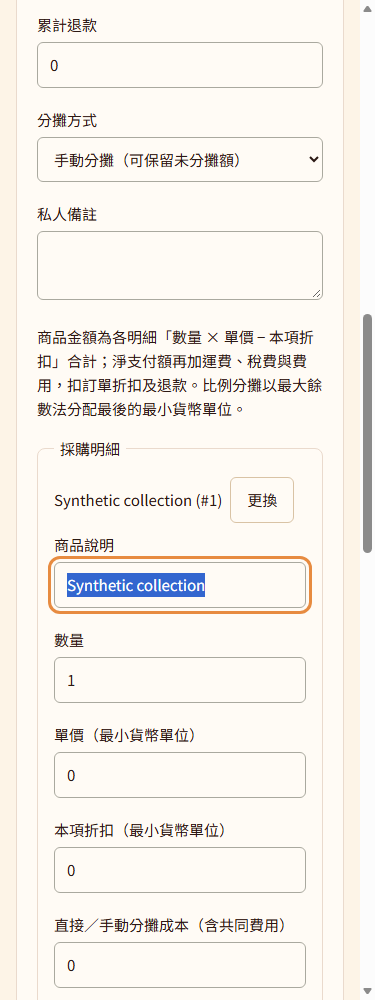 累計退款
0
分攤方式
手動分攤（可保留未分攤額）
私人備註
商品金額為各明細「數量 × 單價 − 本項折
扣」合計；淨支付額再加運費、稅費與費
用，扣訂單折扣及退款。比例分攤以最大餘
數法分配最後的最小貨幣單位。
採購明細
Synthetic collection (#1) 更換
商品說明
Synthetic collection
數量
1
單價（最小貨幣單位）
0
本項折扣（最小貨幣單位）
0
直接／手動分攤成本（含共同費用）
0